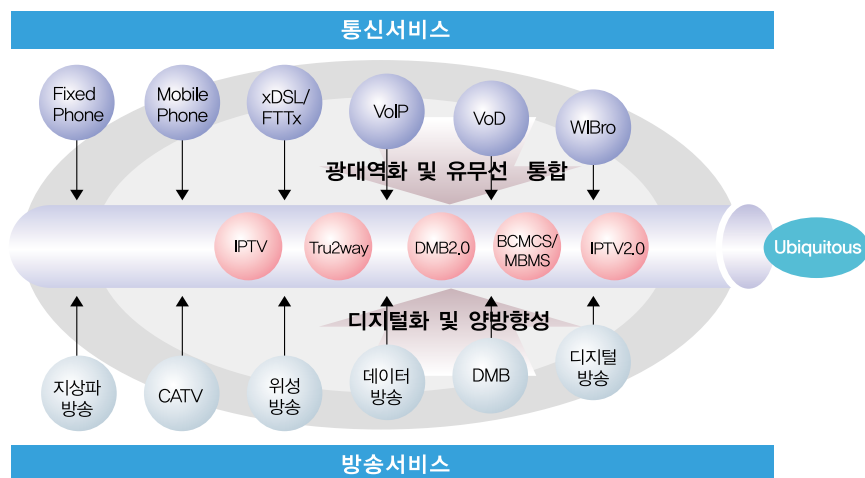 통신서비스
Fixed
Phone
Mobile
Phone
xDSL/
FTTx
VoIP
VoD
WIBro
광대역화 및 유무선 통합
IPTV
Tru2way
DMB2.0
BCMCS/
MBMS
IPTV2.0
Ubiquitous
디지털화 및 양방향성
지상파
방송
CATV
위성
방송
데이터
방송
DMB
디지털
방송
방송서비스